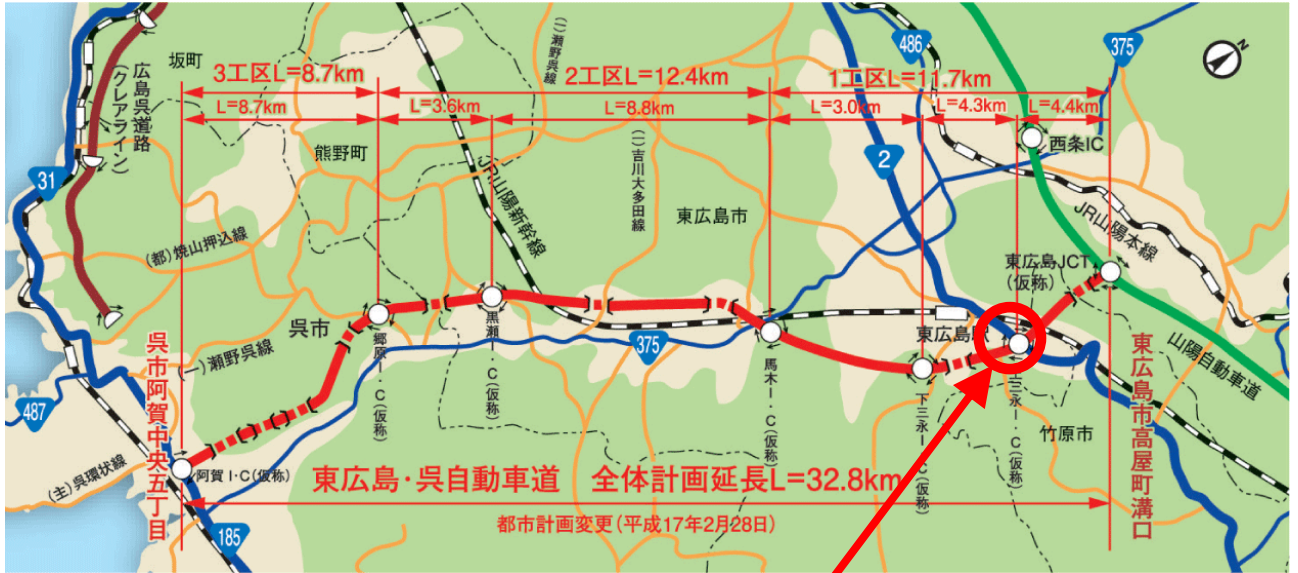 坂町
広島呉道路
(クレアライン)
3工区L=8.7km
2工区L=12.4km
1工区L=11.7km
L=8.7km
L=3.6km
L=8.8km
L=3.0km
L=4.3km
L=4.4km
(一)瀬野呉線
486
375
N
西条IC
熊野町
31
2
JR山陽新幹線
(一)吉川大多田線
東広島市
JR山陽本線
(都)焼山押込線
東広島JCT
(仮称)
呉市
郷原I・C(仮称)
黒瀬I・C(仮称)
375
馬木I・C(仮称)
東広島駅
下三永I・C(仮称)
上三永I・C(仮称)
竹原市
山陽自動車道
(一)瀬野呉線
487
(主)呉環状線
呉市阿賀中央五丁目
阿賀I・C(仮称)
東広島市高屋町溝口
東広島・呉自動車道 全体計画延長L=32.8km
都市計画変更(平成17年2月28日)
185